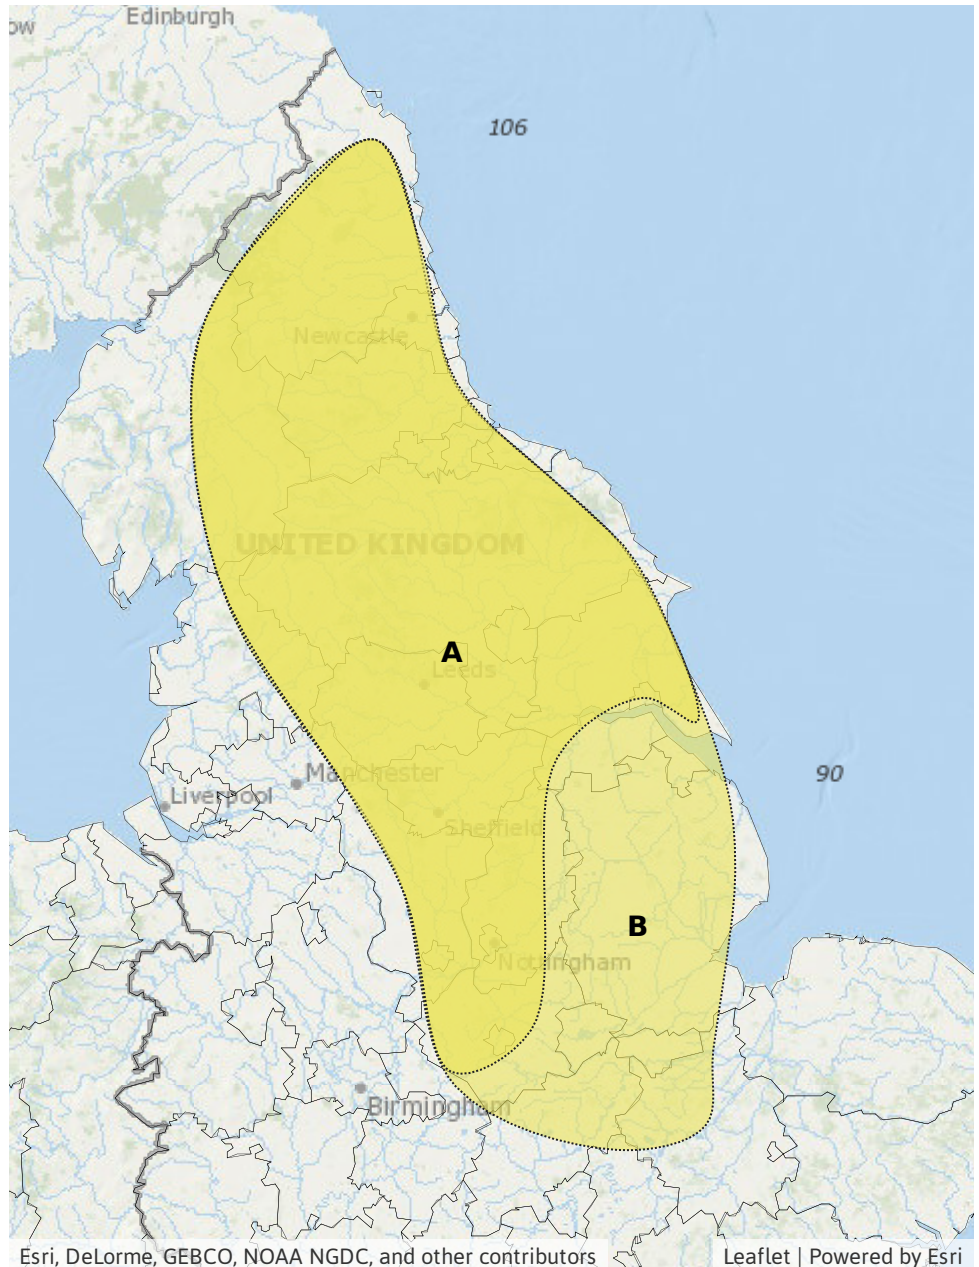 Edinburgh
ow
106
Newcastle
UNITED KINGDOM
A
Leeds
Manchester
90
Liverpool
Sheffield
B
Nottingham
Birmingham
Esri, DeLorme, GEBCO, NOAA NGDC, and other contributors
Leaflet | Powered by Esri